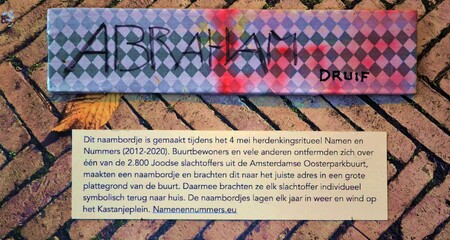 ABRAHAM
DRUIF
Dit naambordje is gemaakt tijdens het 4 mei herdenkingsritueel Namen en
Nummers (2012-2020). Buurtbewoners en vele anderen ontfermden zich over
één van de 2.800 Joodse slachtoffers uit de Amsterdamse Oosterparkbuurt,
maakten een naambordje en brachten dit naar het juiste adres in een grote
plattegrond van de buurt. Daarmee brachten ze elk slachtoffer individueel
symbolisch terug naar huis. De naambordjes lagen elk jaar in weer en wind op
het Kastanjeplein. Namenennummers.eu